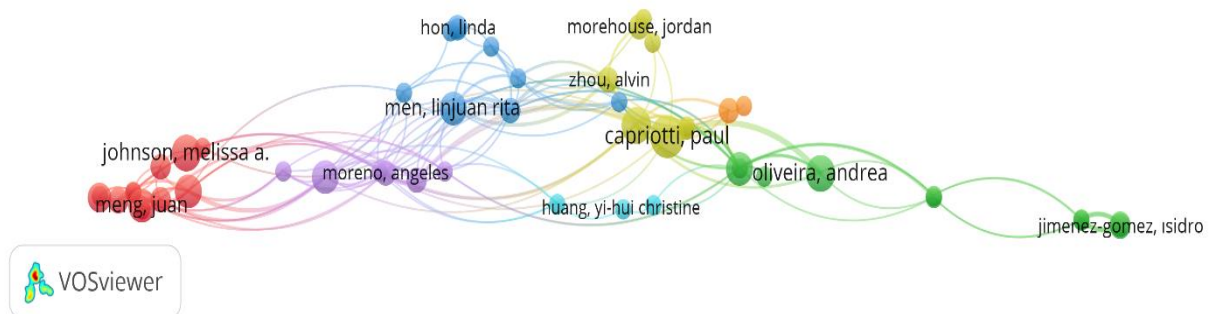 hon, linda
morehouse, jordan
zhou, alvin
men, linjuan rita
capriotti, paul
johnson, melissa a.
moreno, angeles
oliveira, andrea
meng, juan
huang, yi-hui christine
jimenez-gomez, isidro
VOSviewer